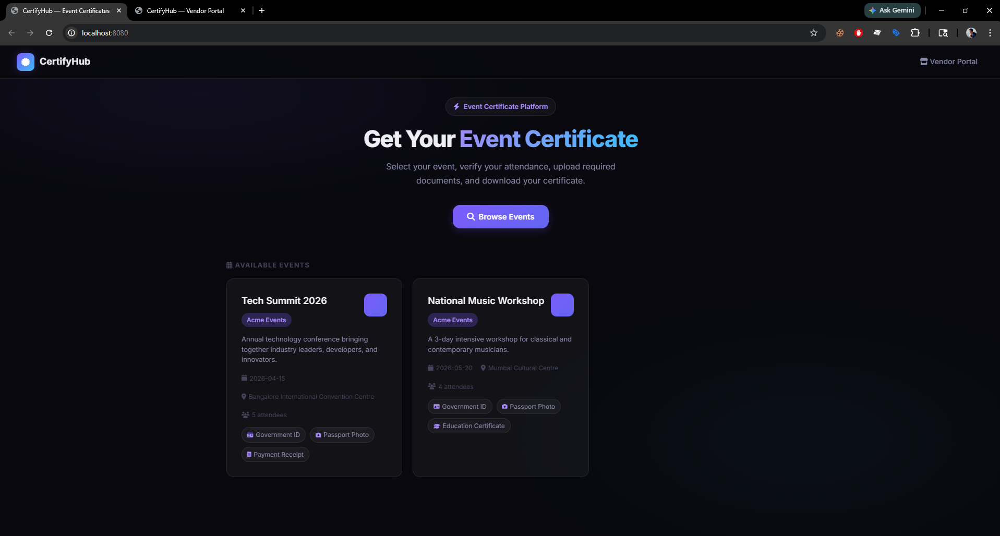 CertifyHub — Event Certificates
CertifyHub — Vendor Portal
Ask Gemini
localhost:8080
CertifyHub
Vendor Portal
Event Certificate Platform
Get Your Event Certificate
Select your event, verify your attendance, upload required
documents, and download your certificate.
Browse Events
AVAILABLE EVENTS
Tech Summit 2026
Acme Events
Annual technology conference bringing
together industry leaders, developers, and
innovators.
2026-04-15
Bangalore International Convention Centre
5 attendees
Government ID
Passport Photo
Payment Receipt
National Music Workshop
Acme Events
A 3-day intensive workshop for classical and
contemporary musicians.
2026-05-20
Mumbai Cultural Centre
4 attendees
Government ID
Passport Photo
Education Certificate